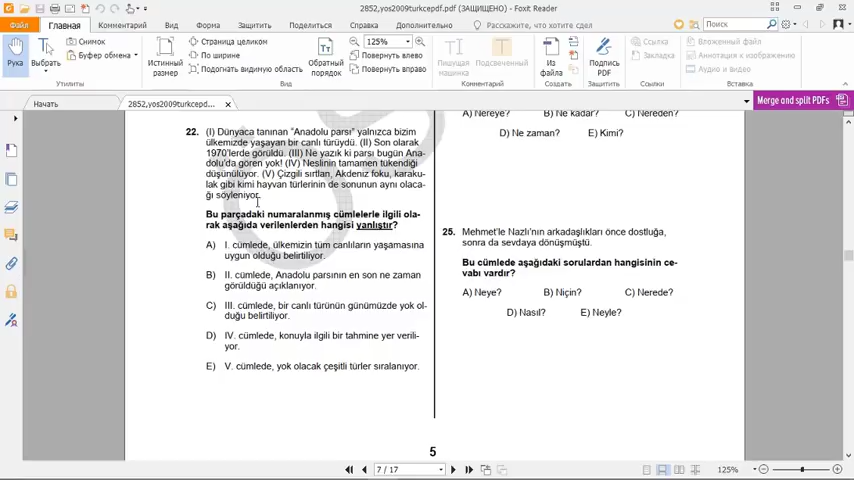 2852,yos2009turkcepdf.pdf (ЗАЩИЩЕНО) - Foxit Reader
Файл
Главная
Комментарий
Вид
Форма
Защитить
Поделиться
Справка
Дополнительно
Расскажите, что хотите сдел
Поиск
Рука
Выбрать
Снимок
Буфер обмена
Утилиты
Истинный размер
Страница целиком
По ширине
Подогнать видимую область
Обратный порядок
Повернуть влево
Повернуть вправо
125%
Вид
Пишущая машинка
Подсвеченный
Комментарий
Из файла
Создать
Подпись PDF
Защитить
Ссылка
Закладка
Ссылки
Вложенный файл
Аннотация к изображению
Аудио и видео
Вставка
Начать
2852,yos2009turkcepd...
Merge and split PDFs
22. (I) Dünyaca tanınan “Anadolu parsı” yalnızca bizim
ülkemizde yaşayan bir canlı türüydü. (II) Son olarak
1970’lerde görüldü. (III) Ne yazık ki parsı bugün Ana-
dolu’da gören yok! (IV) Neslinin tamamen tükendiği
düşünülüyor. (V) Çizgili sırtlan, Akdeniz foku, kara-
kulak gibi kimi hayvan türlerinin de sonunun aynı olaca-
ğı söyleniyor.
Bu parçadaki numaralanmış cümlelerle ilgili ola-
rak aşağıda verilenlerden hangisi yanlıştır?
A) I. cümlede, ülkemizin tüm canlıların yaşamasına
uygun olduğu belirtiliyor.
B) II. cümlede, Anadolu parsının en son ne zaman
görüldüğü açıklanıyor.
C) III. cümlede, bir canlı türünün günümüzde yok ol-
duğu belirtiliyor.
D) IV. cümlede, konuyla ilgili bir tahmine yer verili-
yor.
E) V. cümlede, yok olacak çeşitli türler sıralanıyor.
A) Nereye? B) Ne kadar? C) Nereden?
D) Ne zaman? E) Kimi?
25. Mehmet’le Nazlı’nın arkadaşlıkları önce dostluğa,
sonra da sevdaya dönüşmüştü.
Bu cümlede aşağıdaki sorulardan hangisinin ce-
vabı vardır?
A) Neye? B) Niçin? C) Nerede?
D) Nasıl? E) Neyle?
5
7 / 17
125%